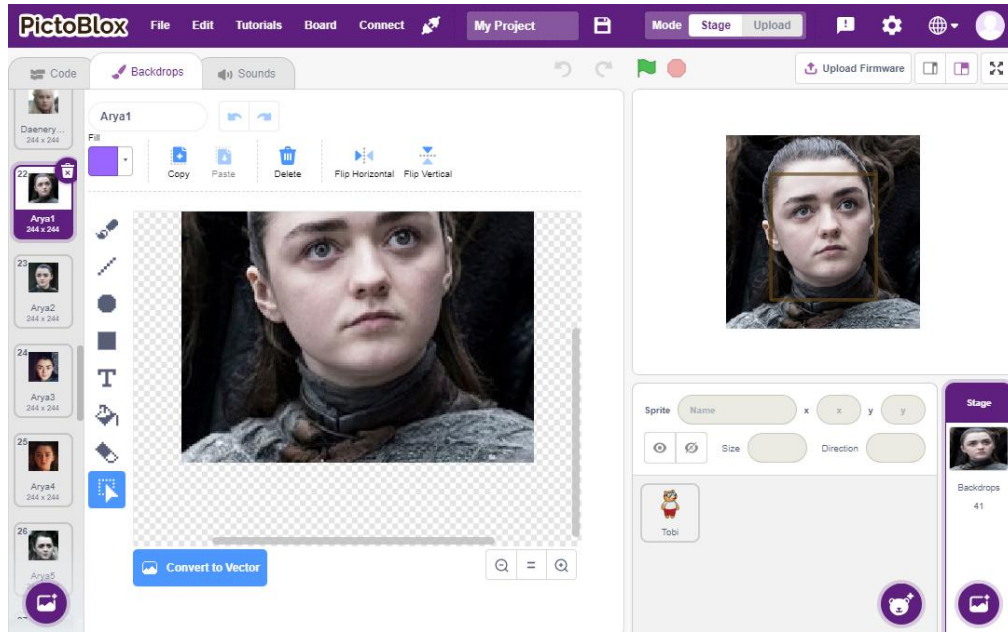 PictoBlox File Edit Tutorials Board Connect My Project Mode Stage Upload
Code Backdrops Sounds Upload Firmware
Daenery...
244 x 244
22
Arya1
244 x 244
23
Arya2
244 x 244
24
Arya3
244 x 244
25
Arya4
244 x 244
26
Arya5
Arya1
Fill
Copy Paste Delete Flip Horizontal Flip Vertical
T
Convert to Vector
=
Sprite Name x x y y
Size Direction
Tobi
Stage
Backdrops
41